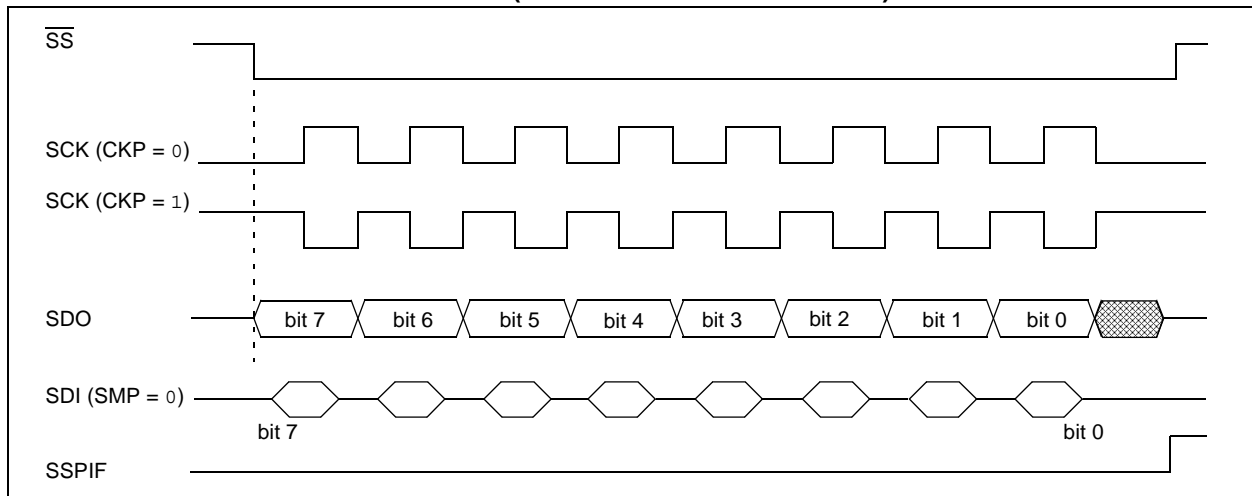 SS
SCK (CKP = 0)
SCK (CKP = 1)
SDO
bit 7 bit 6 bit 5 bit 4 bit 3 bit 2 bit 1 bit 0
SDI (SMP = 0)
bit 7 bit 0
SSPIF